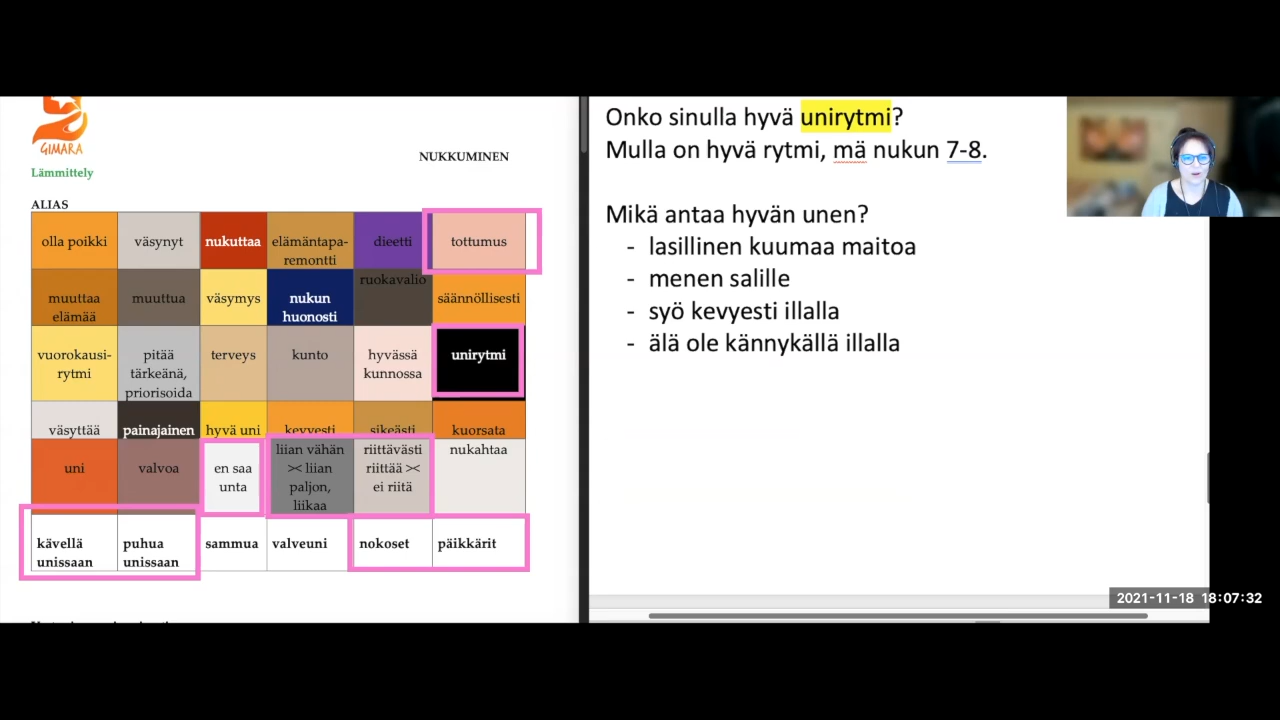 GIMARA
NUKKUMINEN
Lämmittely
ALIAS
olla poikki
väsynyt
nukuttaa
elämäntapa-
remontti
dieetti
tottumus
muuttaa
elämää
muuttua
väsymys
nukun
huonosti
ruokavalio
säännöllisesti
vuorokausi-
rytmi
pitää
tärkeänä,
priorisoida
terveys
kunto
hyvässä
kunnossa
unirytmi
väsyttää
painajainen
hyvä uni
kevyesti
sikeästi
kuorsata
uni
valvoa
en saa
unta
liian vähän
>< liian
paljon,
liikaa
riittävästi
riittää ><
ei riitä
nukahtaa
kävellä
unissaan
puhua
unissaan
sammua
valveuni
nokoset
päikkärit
Onko sinulla hyvä unirytmi?
Mulla on hyvä rytmi, mä nukun 7-8.
Mikä antaa hyvän unen?
- lasillinen kuumaa maitoa
- menen salille
- syö kevyesti illalla
- älä ole kännykällä illalla
2021-11-18 18:07:32